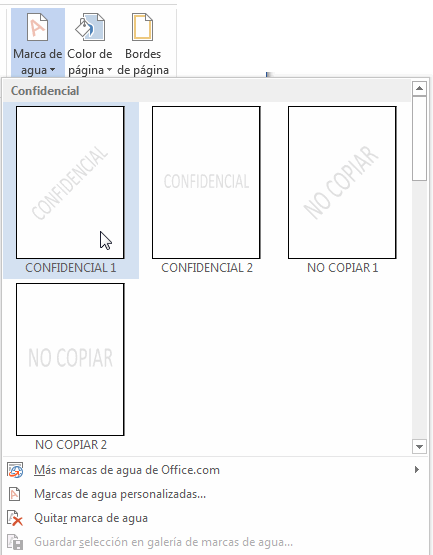 Marca de agua
Color de página
Bordes de página
Confidencial
CONFIDENCIAL
CONFIDENCIAL
NO COPIAR
CONFIDENCIAL 1
CONFIDENCIAL 2
NO COPIAR 1
NO COPIAR
NO COPIAR 2
Más marcas de agua de Office.com
Marcas de agua personalizadas...
Quitar marca de agua
Guardar selección en galería de marcas de agua...